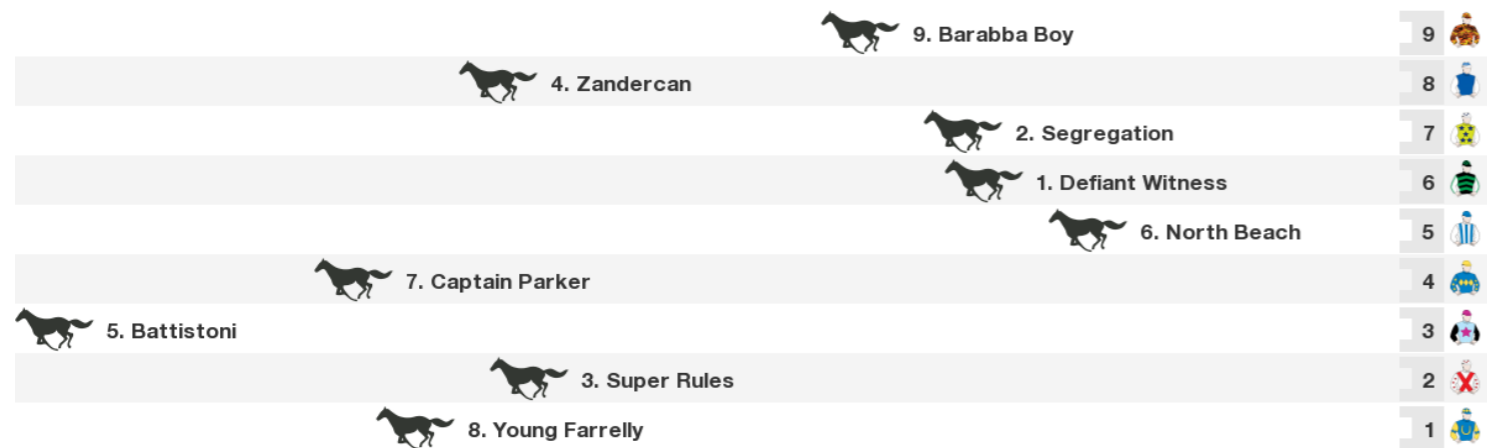 9. Barabba Boy 9
4. Zandercan 8
2. Segregation 7
1. Defiant Witness 6
6. North Beach 5
7. Captain Parker 4
5. Battistoni 3
3. Super Rules 2
8. Young Farrelly 1